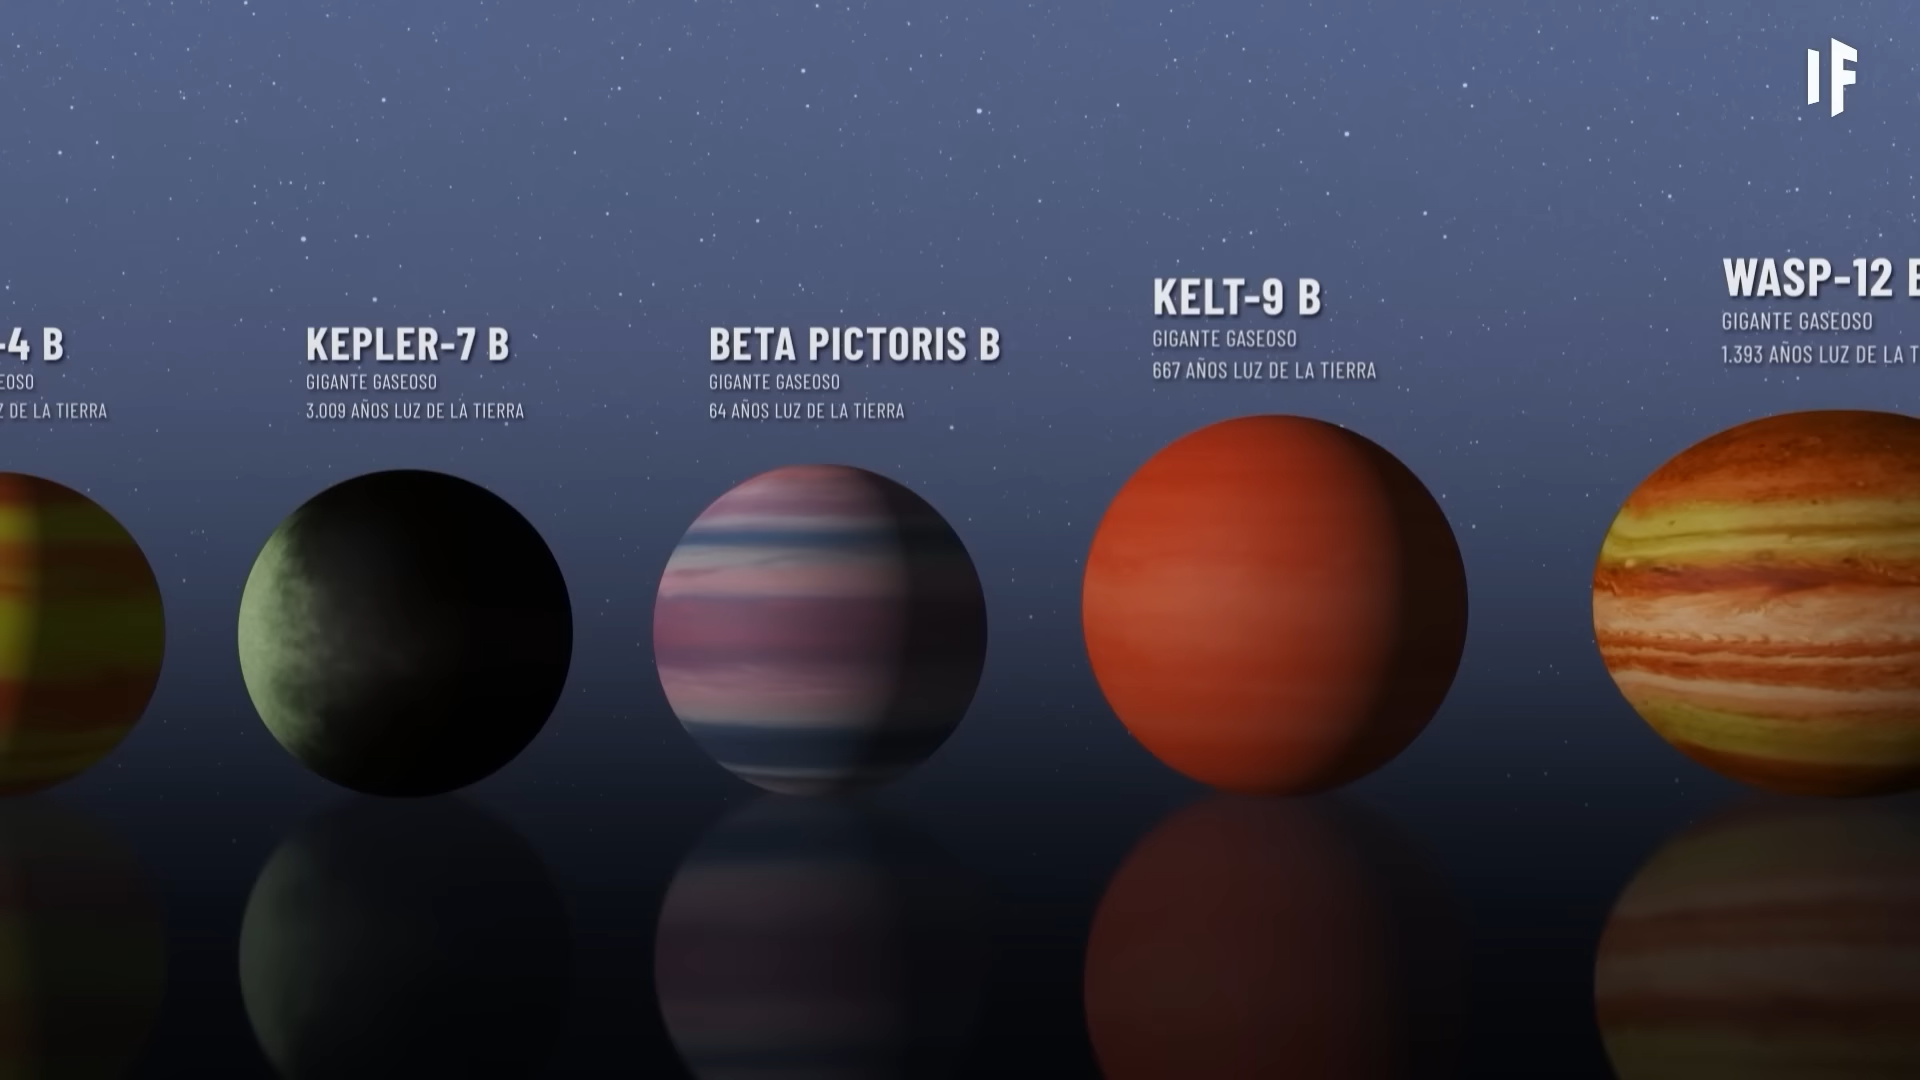 IF
-4 B
Z DE LA TIERRA
KEPLER-7 B
GIGANTE GASEOSO
3.009 AÑOS LUZ DE LA TIERRA
BETA PICTORIS B
GIGANTE GASEOSO
64 AÑOS LUZ DE LA TIERRA
KELT-9 B
GIGANTE GASEOSO
667 AÑOS LUZ DE LA TIERRA
WASP-12 B
GIGANTE GASEOSO
1.393 AÑOS LUZ DE LA T